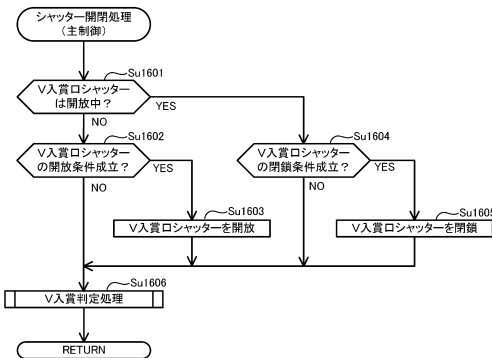 シャッター開閉処理
(主制御)
Su1601
V入賞口シャッター
は開放中？
YES
NO
Su1602
V入賞口シャッター
の開放条件成立？
YES
NO
Su1604
V入賞口シャッター
の閉鎖条件成立？
YES
NO
Su1603
V入賞口シャッターを開放
Su1605
V入賞口シャッターを閉鎖
Su1606
V入賞判定処理
RETURN